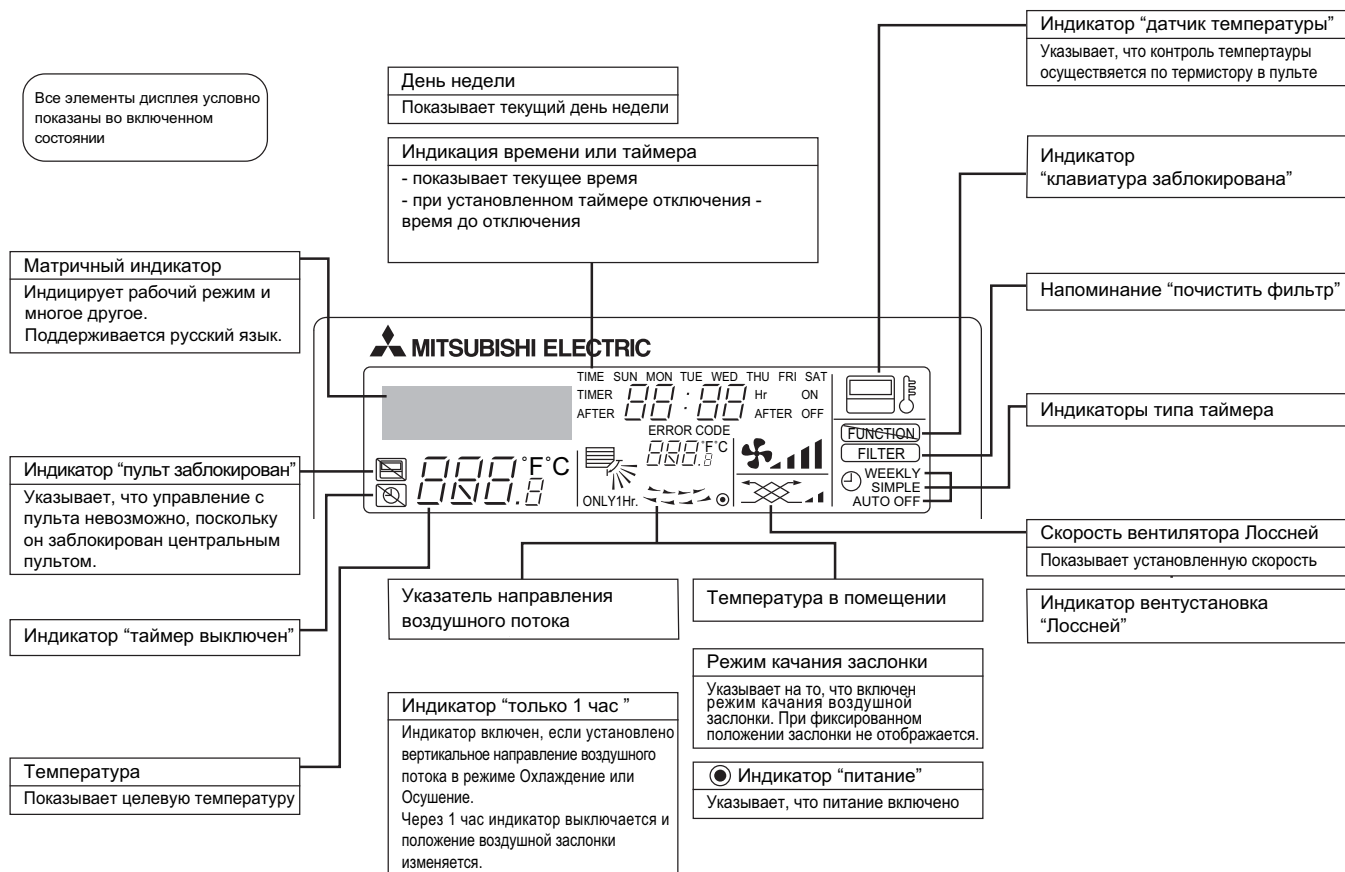 Все элементы дисплея условно
показаны во включенном
состоянии
День недели
Показывает текущий день недели
Индикация времени или таймера
- показывает текущее время
- при установленном таймере отключения -
время до отключения
Индикатор “датчик температуры”
Указывает, что контроль темпертауры
осуществяется по термистору в пульте
Индикатор
“клавиатура заблокирована”
Напоминание “почистить фильтр”
Индикаторы типа таймера
Скорость вентилятора Лоссней
Показывает установленную скорость
Индикатор вентустановка
“Лоссней”
Матричный индикатор
Индицирует рабочий режим и
многое другое.
Поддерживается русский язык.
Индикатор “пульт заблокирован”
Указывает, что управление с
пульта невозможно, поскольку
он заблокирован центральным
пультом.
Индикатор “таймер выключен”
Температура
Показывает целевую температуру
MITSUBISHI ELECTRIC
TIME SUN MON TUE WED THU FRI SAT
TIMER 88:88 Hr ON
AFTER AFTER OFF
ERROR CODE
888.8 °F°C
888.8 °F°C
ONLY1Hr.
FUNCTION
FILTER
WEEKLY
SIMPLE
AUTO OFF
Указатель направления
воздушного потока
Температура в помещении
Индикатор “только 1 час ”
Индикатор включен, если установлено
вертикальное направление воздушного
потока в режиме Охлаждение или
Осушение.
Через 1 час индикатор выключается и
положение воздушной заслонки
изменяется.
Режим качания заслонки
Указывает на то, что включен
режим качания воздушной
заслонки. При фиксированном
положении заслонки не отображается.
Индикатор “питание”
Указывает, что питание включено